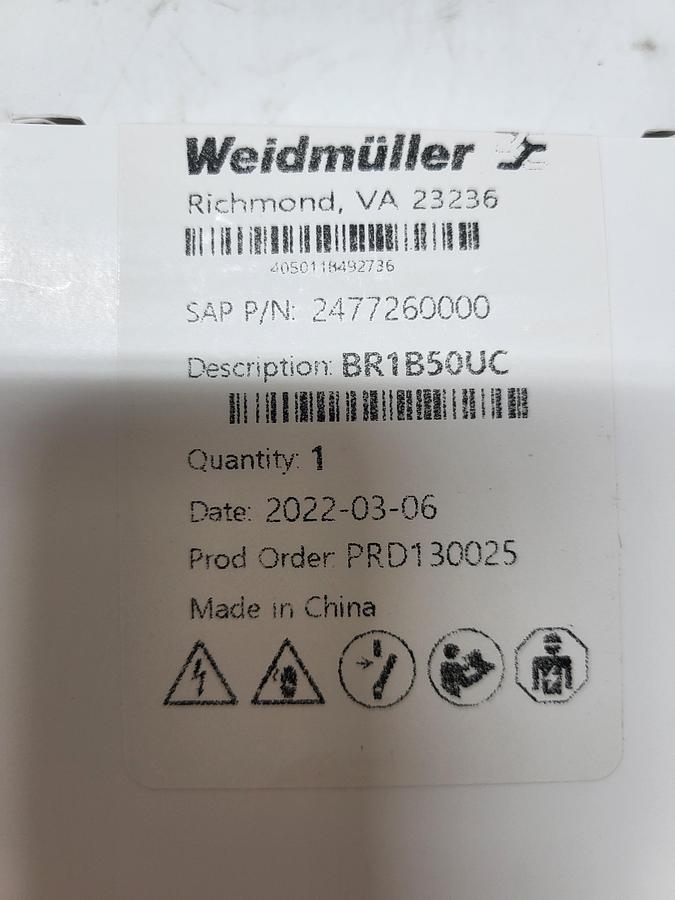 Weidmüller
Richmond, VA 23236
4050118492736
SAP P/N: 2477260000
Description: BR1B50UC
Quantity: 1
Date: 2022-03-06
Prod Order: PRD130025
Made in China